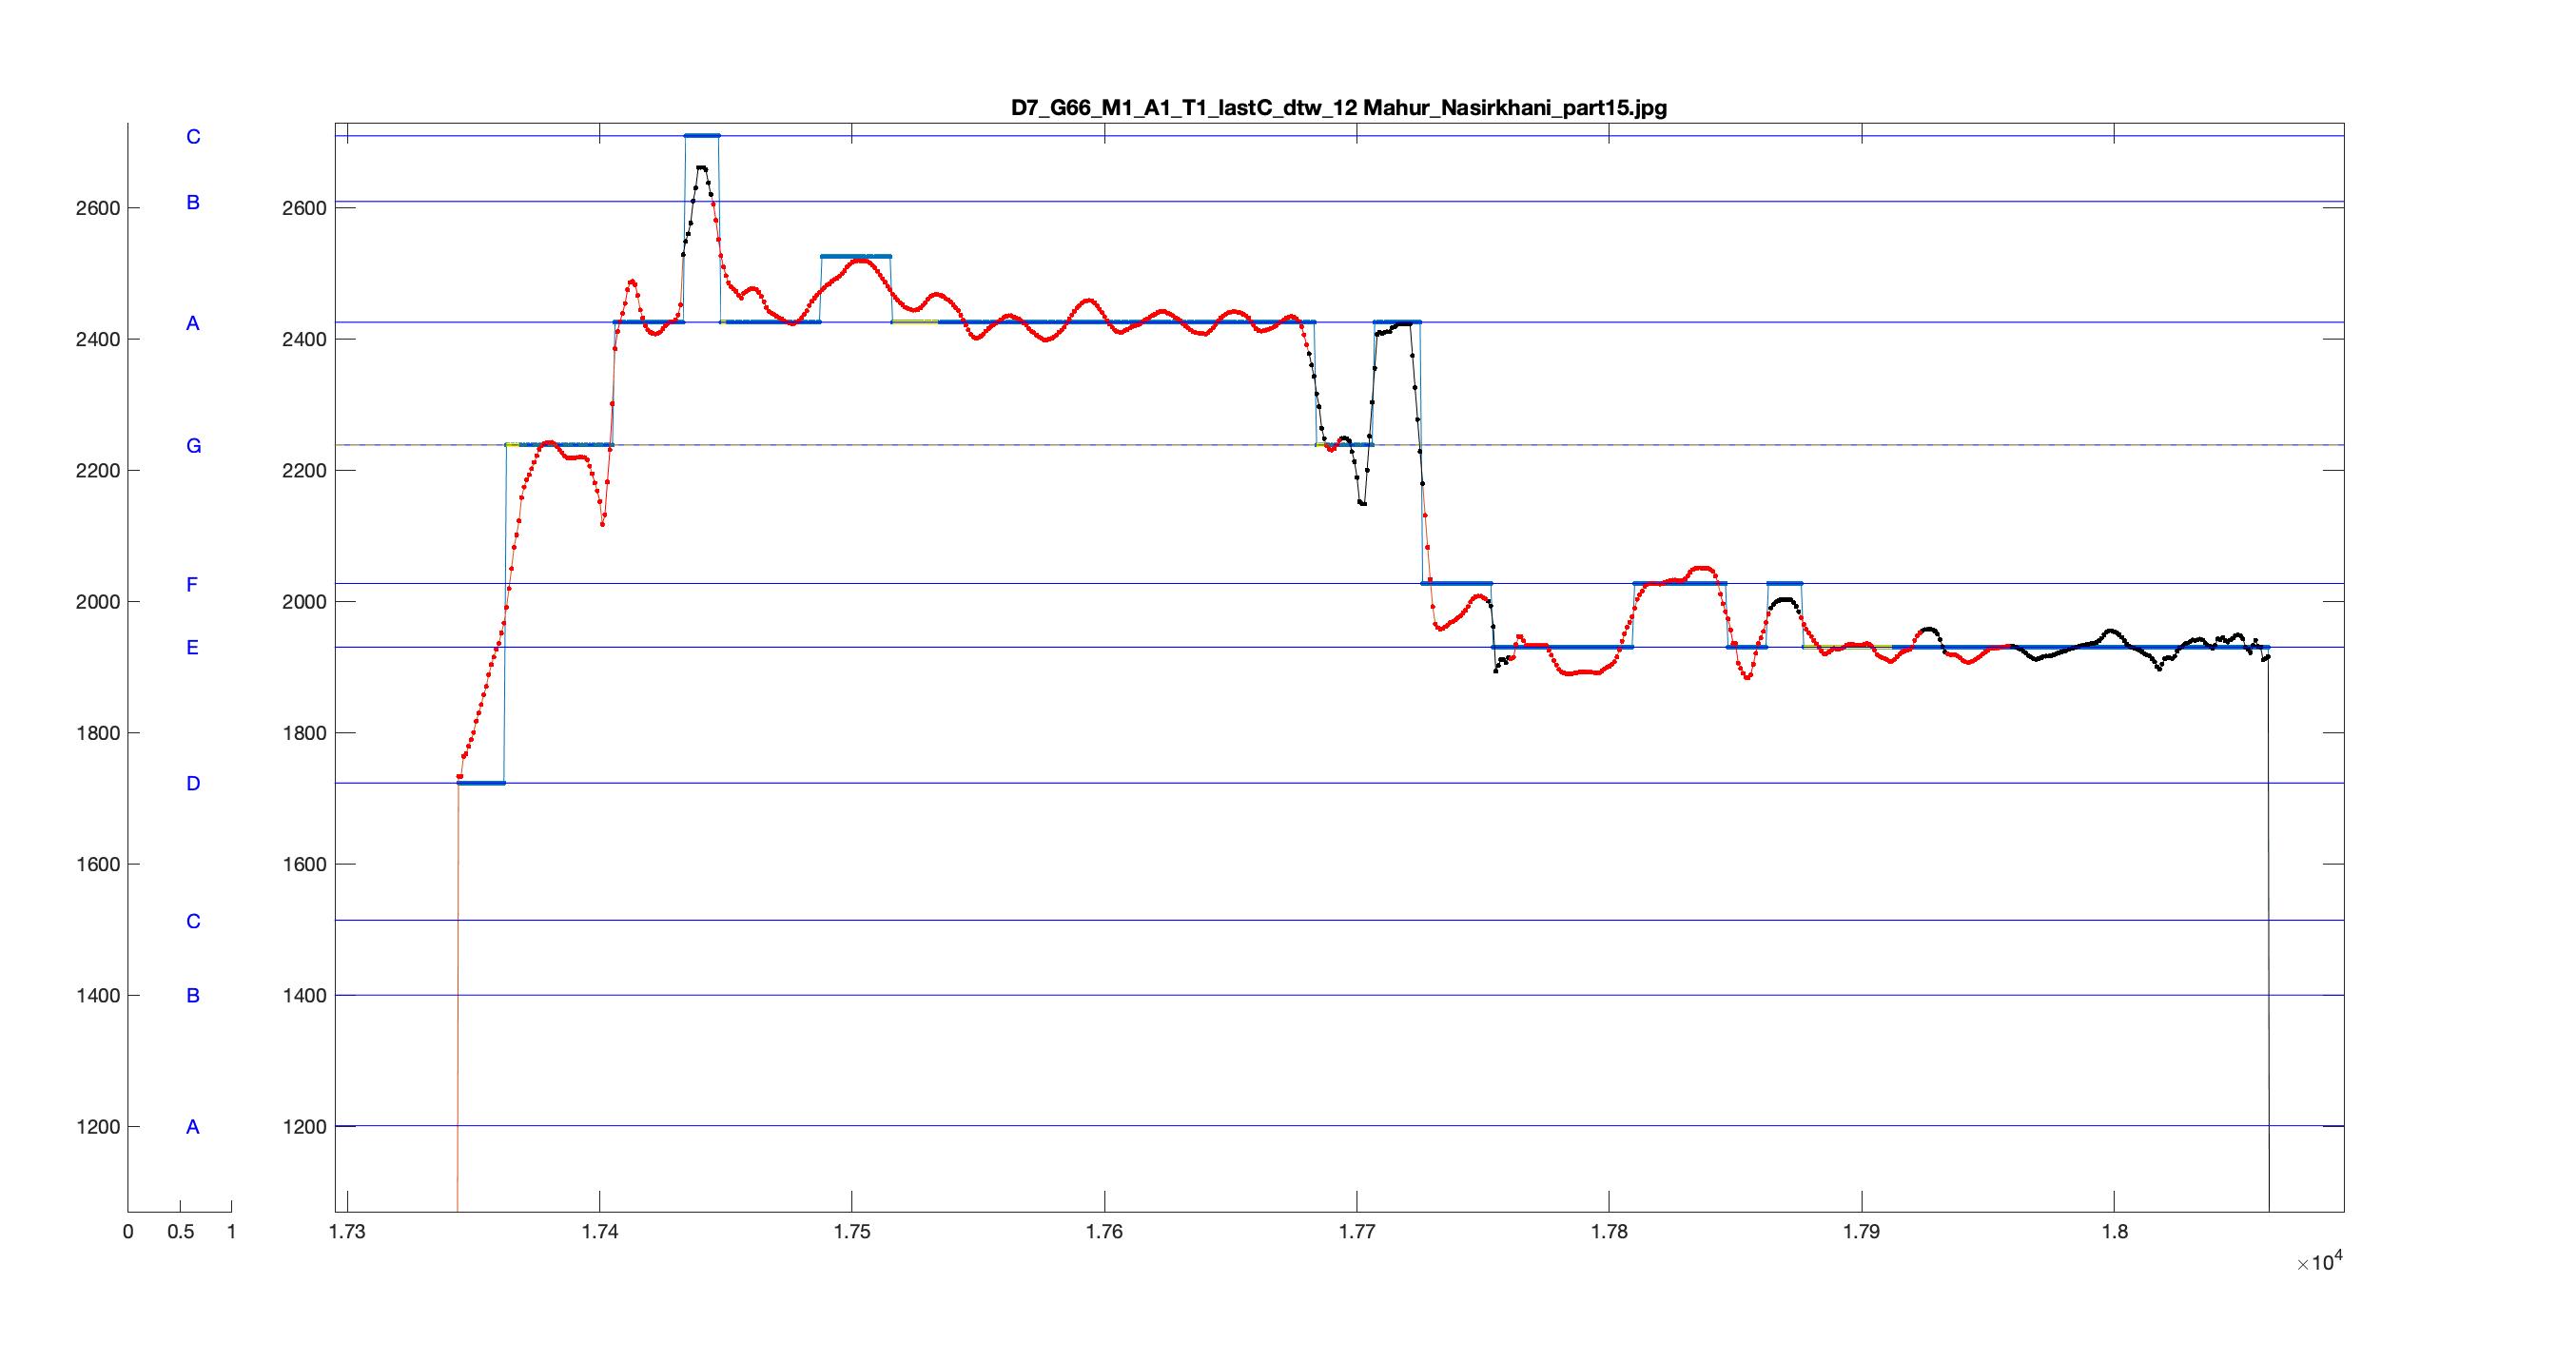 D7_G66_M1_A1_T1_lastC_dtw_12 Mahur_Nasirkhani_part15.jpg
C
B
2600 2600
A
2400 2400
G
2200 2200
F
2000 2000
E
1800 1800
D
1600 1600
C
1400 B 1400
1200 A 1200
0 0.5 1 1.73 1.74 1.75 1.76 1.77 1.78 1.79 1.8
×10⁴